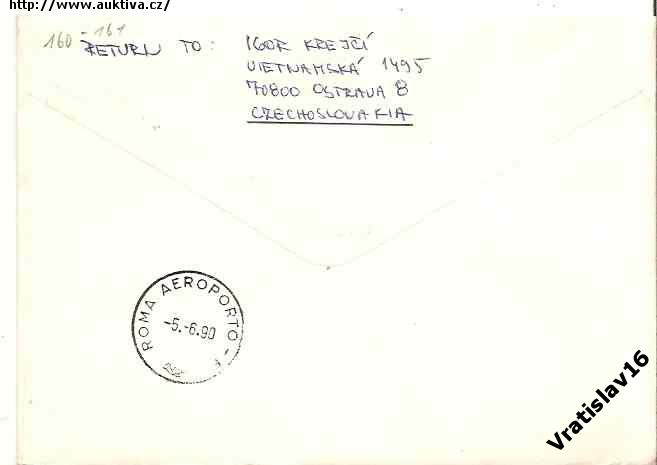 http://www.auktiva.cz/
160 - 161
RETURN TO: IGOR KREJČÍ
VIETNAMSKÁ 1495
70800 OSTRAVA 8
CZECHOSLOVAKIA
ROMA AEROPORTO
-5.-6.90
Vratislav16